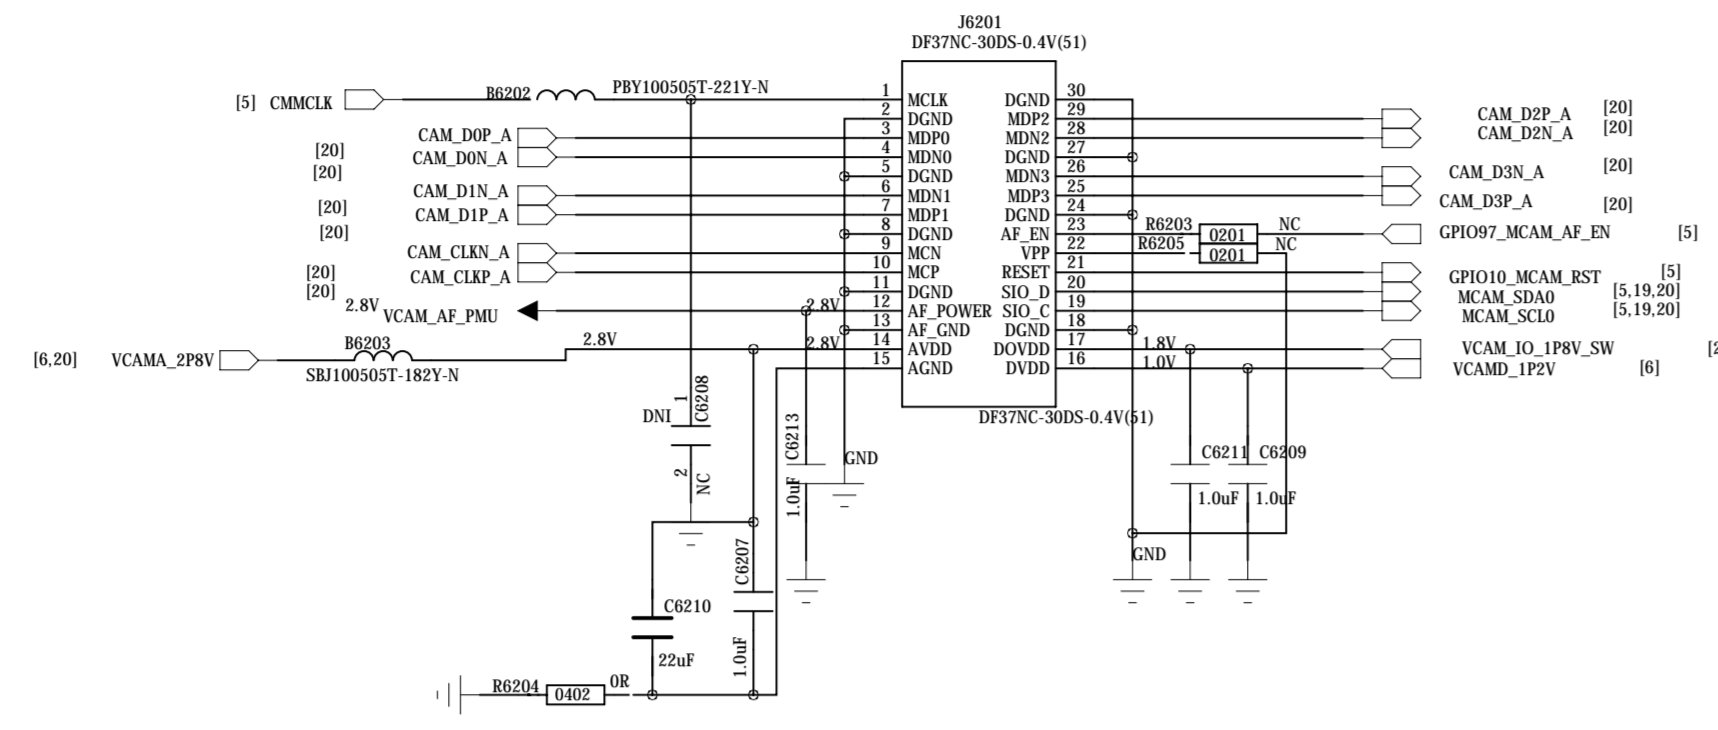 J6201
DF37NC-30DS-0.4V(51)
[5] CMMCLK
B6202
PBY100505T-221Y-N
CAM_D0P_A
[20]
CAM_D0N_A
[20]
CAM_D1N_A
[20]
CAM_D1P_A
[20]
CAM_CLKN_A
[20]
CAM_CLKP_A
[20]
2.8V
VCAM_AF_PMU
2.8V
B6203
2.8V
2.8V
[6,20] VCAMA_2P8V
SBJ100505T-182Y-N
1 MCLK
2 DGND
3 MDP0
4 MDN0
5 DGND
6 MDN1
7 MDP1
8 DGND
9 MCN
10 MCP
11 DGND
12 AF_POWER
13 AF_GND
14 AVDD
15 AGND
DGND 30
MDP2 29
MDN2 28
DGND 27
MDN3 26
MDP3 25
DGND 24
AF_EN 23
VPP 22
RESET 21
SIO_D 20
SIO_C 19
DGND 18
DOVDD 17
DVDD 16
DF37NC-30DS-0.4V(51)
CAM_D2P_A [20]
CAM_D2N_A [20]
CAM_D3N_A [20]
CAM_D3P_A [20]
R6203 0201 NC
GPIO97_MCAM_AF_EN [5]
R6205 0201 NC
GPIO10_MCAM_RST [5]
MCAM_SDA0 [5,19,20]
MCAM_SCL0 [5,19,20]
1.8V
VCAM_IO_1P8V_SW [2
1.0V
VCAMD_1P2V [6]
DNI
1
C6208
2
NC
C6213
1.0uF
GND
C6211
1.0uF
C6209
1.0uF
GND
C6207
1.0uF
C6210
22uF
R6204 0402 0R